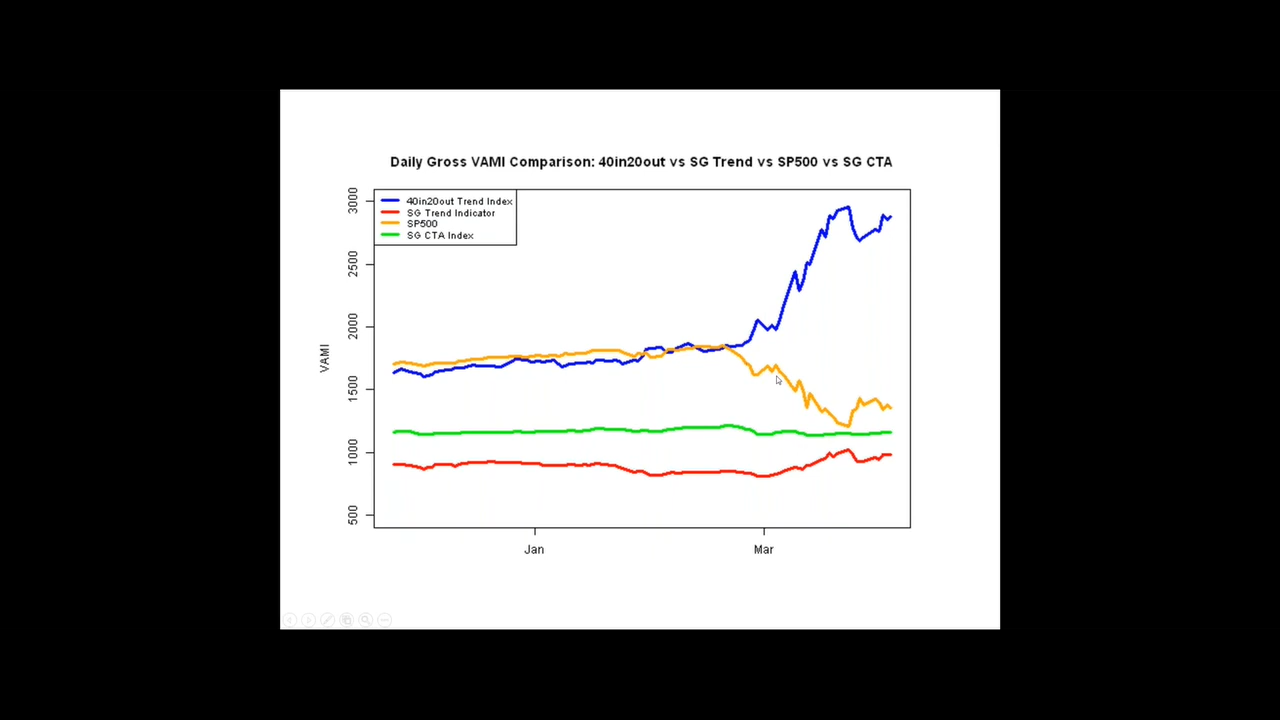 Daily Gross VAMI Comparison: 40in20out vs SG Trend vs SP500 vs SG CTA
40in20out Trend Index
SG Trend Indicator
SP500
SG CTA Index
3000
2500
2000
1500
1000
500
VAMI
Jan
Mar